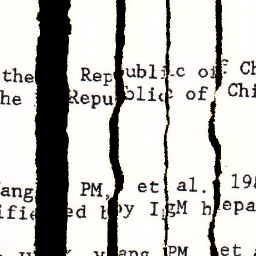 the Republic of Ch
he Republic of Chi
ang PM, et al. 198
ified by IgM hepa
ang PM et a